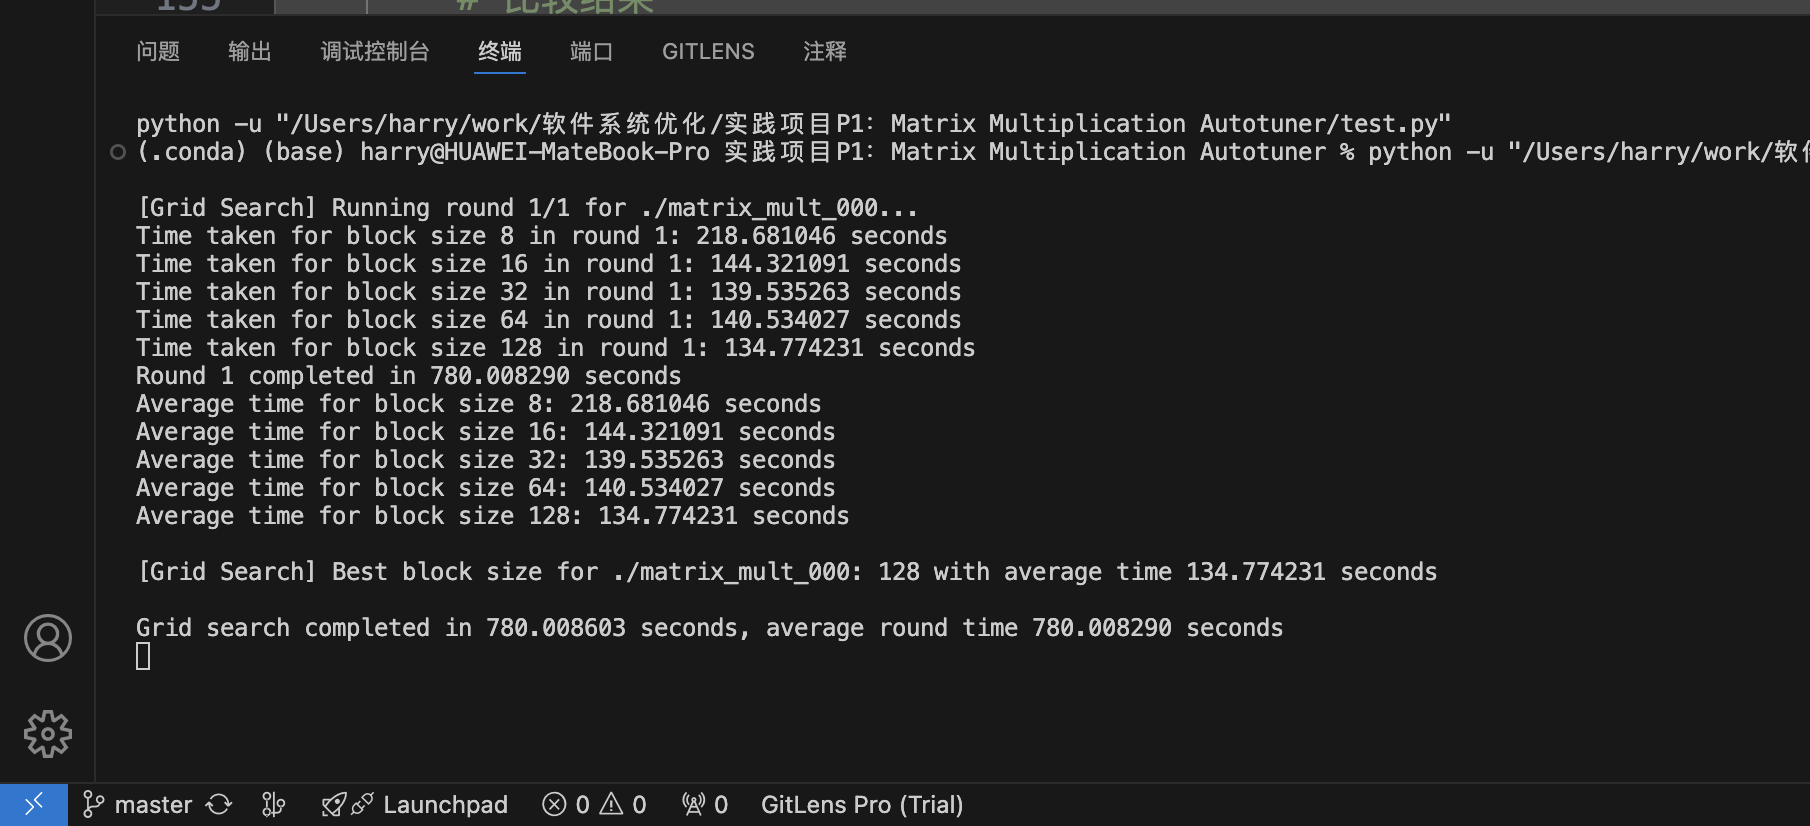 # 比较结果
问题 输出 调试控制台 终端 端口 GITLENS 注释
python -u "/Users/harry/work/软件系统优化/实践项目P1: Matrix Multiplication Autotuner/test.py"
(.conda) (base) harry@HUAWEI-MateBook-Pro 实践项目P1: Matrix Multiplication Autotuner % python -u "/Users/harry/work/软
[Grid Search] Running round 1/1 for ./matrix_mult_000...
Time taken for block size 8 in round 1: 218.681046 seconds
Time taken for block size 16 in round 1: 144.321091 seconds
Time taken for block size 32 in round 1: 139.535263 seconds
Time taken for block size 64 in round 1: 140.534027 seconds
Time taken for block size 128 in round 1: 134.774231 seconds
Round 1 completed in 780.008290 seconds
Average time for block size 8: 218.681046 seconds
Average time for block size 16: 144.321091 seconds
Average time for block size 32: 139.535263 seconds
Average time for block size 64: 140.534027 seconds
Average time for block size 128: 134.774231 seconds
[Grid Search] Best block size for ./matrix_mult_000: 128 with average time 134.774231 seconds
Grid search completed in 780.008603 seconds, average round time 780.008290 seconds
master Launchpad 0 0 0 GitLens Pro (Trial)